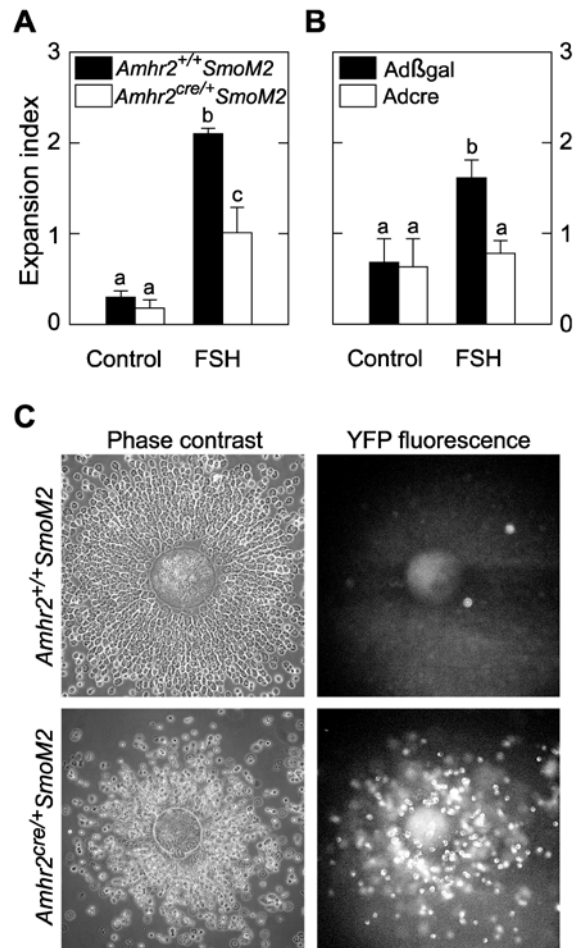 A
B
3
2
1
0
Expansion index
Amhr2+/+SmoM2
Amhr2cre/+SmoM2
a
a
b
c
Control
FSH
Adßgal
Adcre
a
a
b
a
3
2
1
0
Control
FSH
C
Phase contrast
YFP fluorescence
Amhr2+/+SmoM2
Amhr2cre/+SmoM2